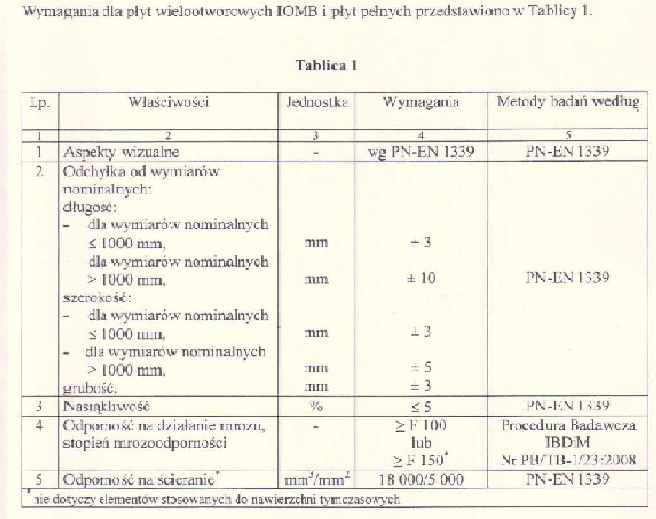 Wymagania dla płyt wielootworowych IOMB i płyt pełnych przedstawiono w Tablicy 1.
Tablica 1
Lp. Właściwości Jednostka Wymagania Metody badań według
1 2 3 4 5
1 Aspekty wizualne - wg PN-EN 1339 PN-EN 1339
2 Odchyłka od wymiarów
nominalnych:
długość:
- dla wymiarów nominalnych
≤ 1000 mm, mm ± 3
dla wymiarów nominalnych
> 1000 mm, mm ± 10 PN-EN 1339
szerokość:
- dla wymiarów nominalnych
≤ 1000 mm, mm ± 3
- dla wymiarów nominalnych
> 1000 mm, mm ± 5
grubość. mm ± 3
3 Nasiąkliwość % ≤ 5 PN-EN 1339
4 Odporność na działanie mrozu, - ≥ F 100 Procedura Badawcza
stopień mrozoodporności lub IBDiM
≥ F 150* Nr PB/TB-1/23:2008
5 Odporność na ścieranie* mm³/mm² 18 000/5 000 PN-EN 1339
* nie dotyczy elementów stosowanych do nawierzchni tymczasowych